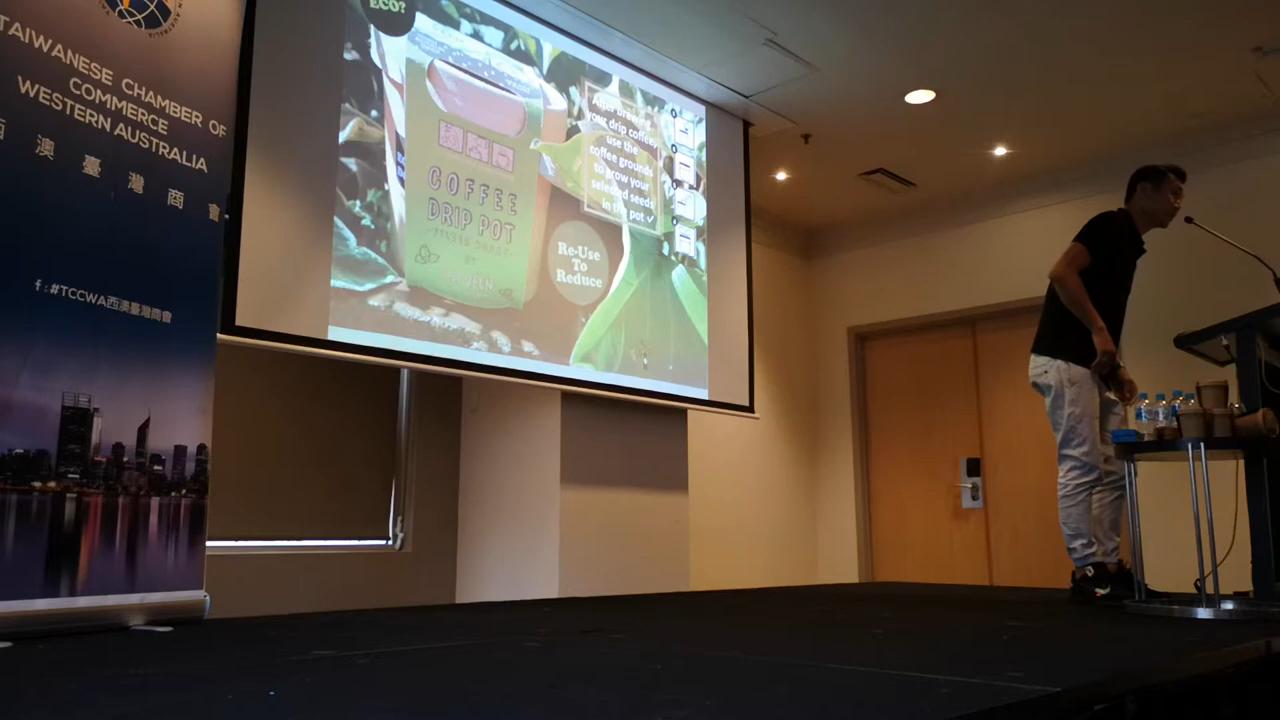 TAIWANESE CHAMBER OF
COMMERCE
WESTERN AUSTRALIA
西澳臺灣商會
f:#TCCWA西澳臺灣商會
ECO?
COFFEE
DRIP POT
Re-Use
To
Reduce
After brewing
your drip coffee,
use the
coffee grounds
to grow your
selected seeds
in the pot ✓